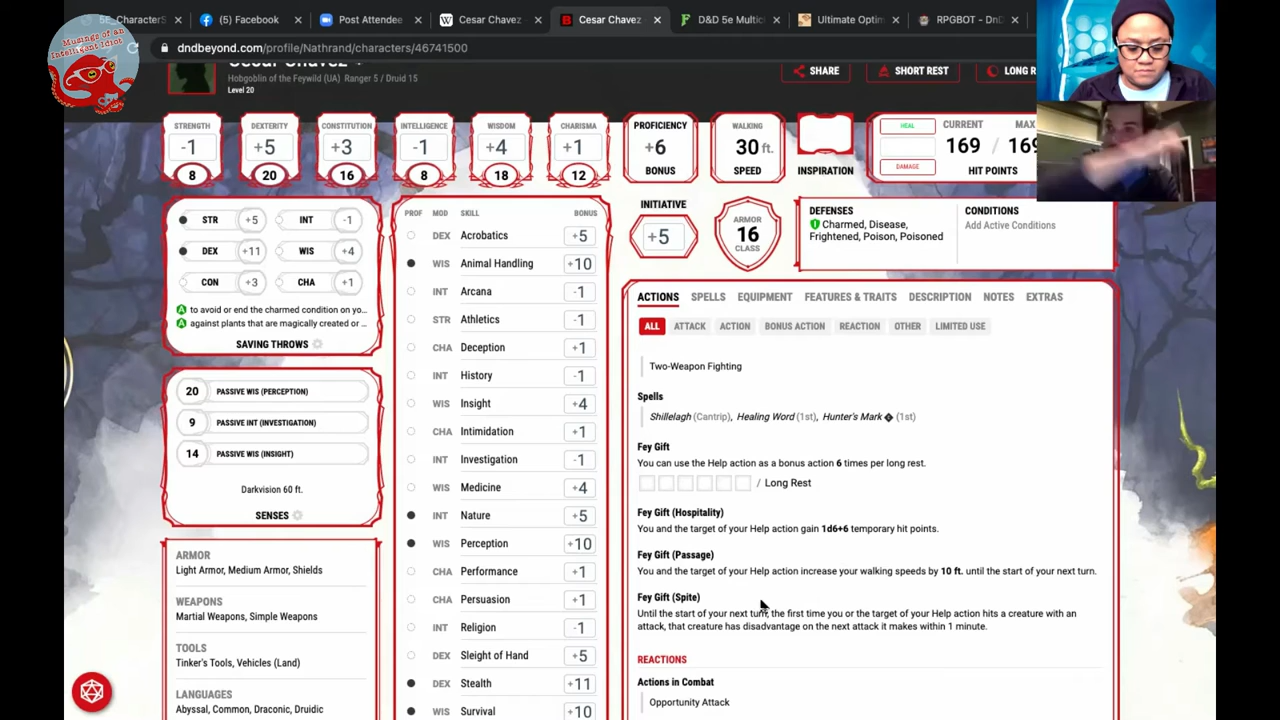 Musings of an
Intelligent Idiot
5E_CharacterS
(5) Facebook
Post Attendee
Cesar Chavez
Cesar Chavez
D&D 5e Multicl
Ultimate Optim
RPGBOT - DnD
dndbeyond.com/profile/Nathrand/characters/46741500
Cesar Chavez
Hobgoblin of the Feywild (UA) Ranger 5 / Druid 15
Level 20
SHARE
SHORT REST
LONG R
STRENGTH
-1
8
DEXTERITY
+5
20
CONSTITUTION
+3
16
INTELLIGENCE
-1
8
WISDOM
+4
18
CHARISMA
+1
12
PROFICIENCY
+6
BONUS
WALKING
30 ft.
SPEED
INSPIRATION
HEAL
DAMAGE
CURRENT
MAX
169 / 169
HIT POINTS
STR +5
INT -1
DEX +11
WIS +4
CON +3
CHA +1
to avoid or end the charmed condition on yo...
against plants that are magically created or ...
SAVING THROWS
20 PASSIVE WIS (PERCEPTION)
9 PASSIVE INT (INVESTIGATION)
14 PASSIVE WIS (INSIGHT)
Darkvision 60 ft.
SENSES
ARMOR
Light Armor, Medium Armor, Shields
WEAPONS
Martial Weapons, Simple Weapons
TOOLS
Tinker's Tools, Vehicles (Land)
LANGUAGES
Abyssal, Common, Draconic, Druidic
PROF MOD SKILL BONUS
DEX Acrobatics +5
WIS Animal Handling +10
INT Arcana -1
STR Athletics -1
CHA Deception +1
INT History -1
WIS Insight +4
CHA Intimidation +1
INT Investigation -1
WIS Medicine +4
INT Nature +5
WIS Perception +10
CHA Performance +1
CHA Persuasion +1
INT Religion -1
DEX Sleight of Hand +5
DEX Stealth +11
WIS Survival +10
INITIATIVE
+5
ARMOR
16
CLASS
DEFENSES
Charmed, Disease,
Frightened, Poison, Poisoned
CONDITIONS
Add Active Conditions
ACTIONS SPELLS EQUIPMENT FEATURES & TRAITS DESCRIPTION NOTES EXTRAS
ALL ATTACK ACTION BONUS ACTION REACTION OTHER LIMITED USE
Two-Weapon Fighting
Spells
Shillelagh (Cantrip), Healing Word (1st), Hunter's Mark (1st)
Fey Gift
You can use the Help action as a bonus action 6 times per long rest.
/ Long Rest
Fey Gift (Hospitality)
You and the target of your Help action gain 1d6+6 temporary hit points.
Fey Gift (Passage)
You and the target of your Help action increase your walking speeds by 10 ft. until the start of your next turn.
Fey Gift (Spite)
Until the start of your next turn, the first time you or the target of your Help action hits a creature with an
attack, that creature has disadvantage on the next attack it makes within 1 minute.
REACTIONS
Actions in Combat
Opportunity Attack